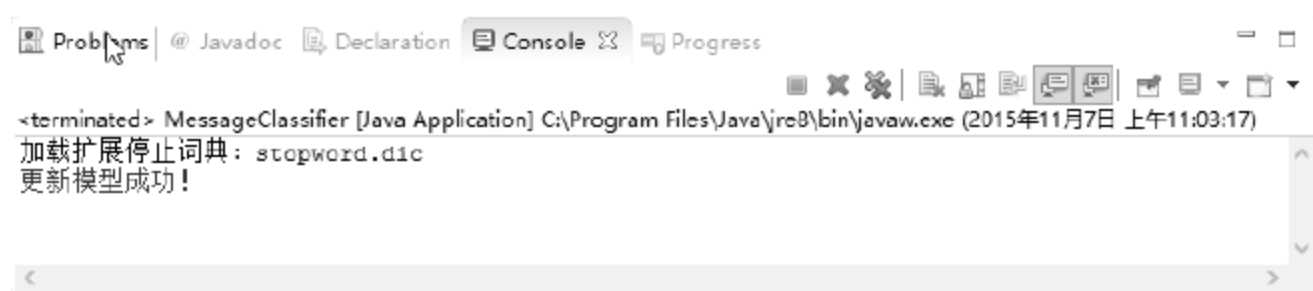 Problems @ Javadoc Declaration Console Progress
<terminated> MessageClassifier [Java Application] C:\Program Files\Java\jre8\bin\javaw.exe (2015年11月7日 上午11:03:17)
加载扩展停止词典：stopword.dic
更新模型成功！